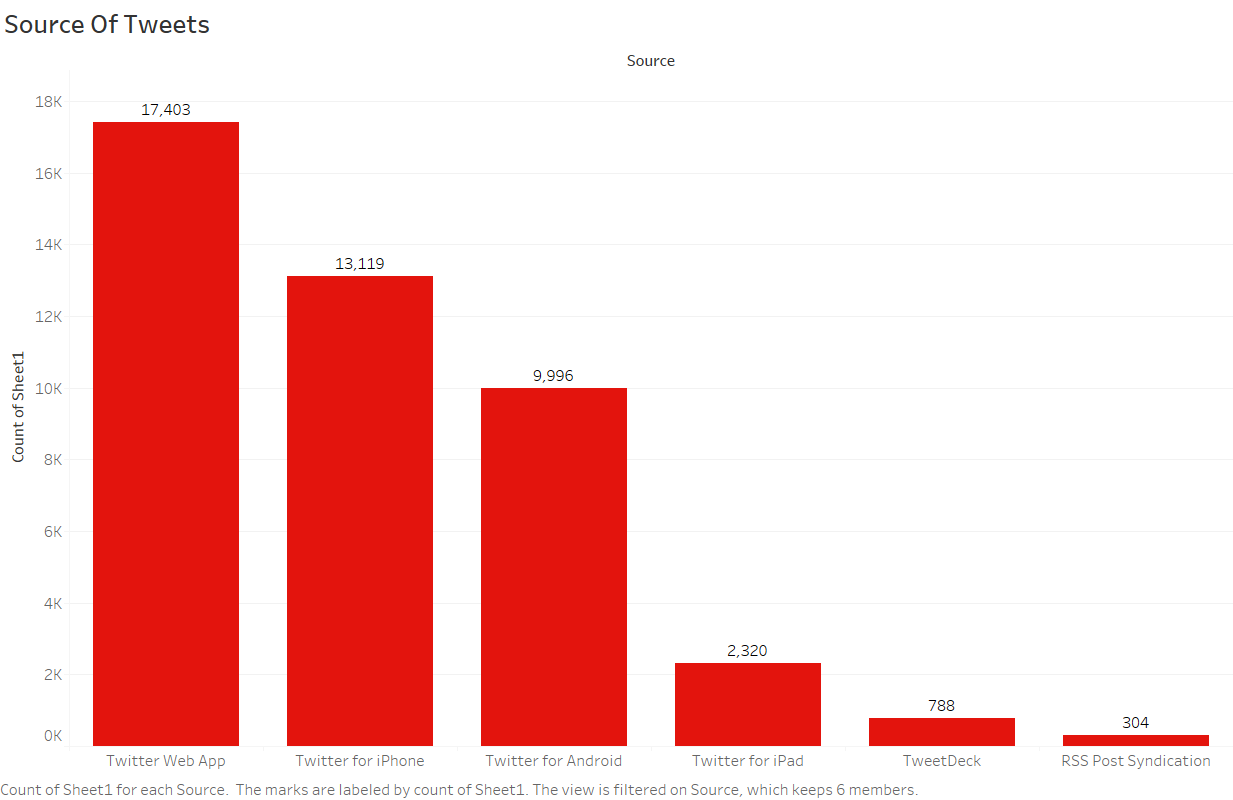 Source Of Tweets
Source
18K
16K
14K
12K
10K
8K
6K
4K
2K
0K
Count of Sheet1
17,403
13,119
9,996
2,320
788
304
Twitter Web App
Twitter for iPhone
Twitter for Android
Twitter for iPad
TweetDeck
RSS Post Syndication
Count of Sheet1 for each Source.  The marks are labeled by count of Sheet1. The view is filtered on Source, which keeps 6 members.